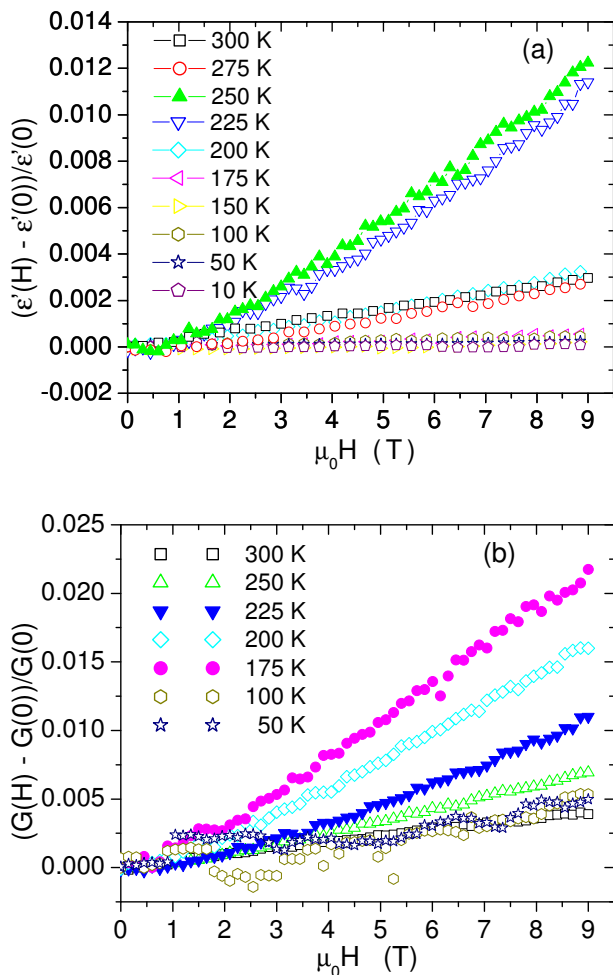 (a)
0.014
0.012
0.010
0.008
0.006
0.004
0.002
0.000
-0.002
(ε'(H) - ε'(0))/ε'(0)
300 K
275 K
250 K
225 K
200 K
175 K
150 K
100 K
50 K
10 K
0 1 2 3 4 5 6 7 8 9
μ₀H (T)
(b)
0.025
0.020
0.015
0.010
0.005
0.000
(G(H) - G(0))/G(0)
300 K
250 K
225 K
200 K
175 K
100 K
50 K
0 1 2 3 4 5 6 7 8 9
μ₀H (T)